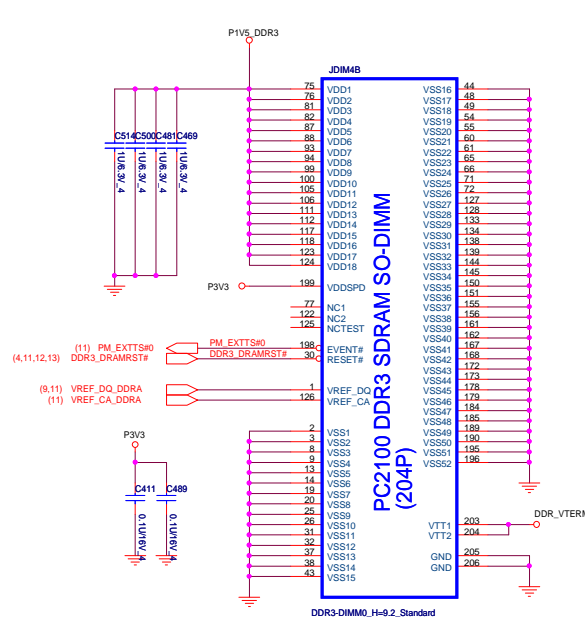 P1V5_DDR3
JDIM4B
75 VDD1 VSS16 44
76 VDD2 VSS17 48
81 VDD3 VSS18 49
82 VDD4 VSS19 54
87 VDD5 VSS20 55
88 VDD6 VSS21 60
93 VDD7 VSS22 61
94 VDD8 VSS23 65
99 VDD9 VSS24 66
100 VDD10 VSS25 71
105 VDD11 VSS26 72
106 VDD12 VSS27 127
111 VDD13 VSS28 128
112 VDD14 VSS29 133
117 VDD15 VSS30 134
118 VDD16 VSS31 138
123 VDD17 VSS32 139
124 VDD18 VSS33 144
VSS34 145
P3V3 199 VDDSPD VSS35 150
VSS36 151
77 NC1 VSS37 155
122 NC2 VSS38 156
125 NCTEST VSS39 161
VSS40 162
(11) PM_EXTTS#0 PM_EXTTS#0 198 EVENT# VSS41 167
(4,11,12,13) DDR3_DRAMRST# DDR3_DRAMRST# 30 RESET# VSS42 168
VSS43 172
VSS44 173
(9,11) VREF_DQ_DDRA 1 VREF_DQ VSS45 178
(11) VREF_CA_DDRA 126 VREF_CA VSS46 179
VSS47 184
VSS48 185
2 VSS1 VSS49 189
3 VSS2 VSS50 190
8 VSS3 VSS51 195
9 VSS4 VSS52 196
13 VSS5
14 VSS6
19 VSS7
20 VSS8
25 VSS9
26 VSS10 VTT1 203 DDR_VTERM
31 VSS11 VTT2 204
32 VSS12
37 VSS13 GND 205
38 VSS14 GND 206
43 VSS15
C514 C500 C481 C469
1U/6.3V_4 1U/6.3V_4 1U/6.3V_4 1U/6.3V_4
P3V3
C411 C489
0.1U/16V_4 0.1U/16V_4
PC2100 DDR3 SDRAM SO-DIMM
(204P)
DDR3-DIMM0_H=9.2_Standard